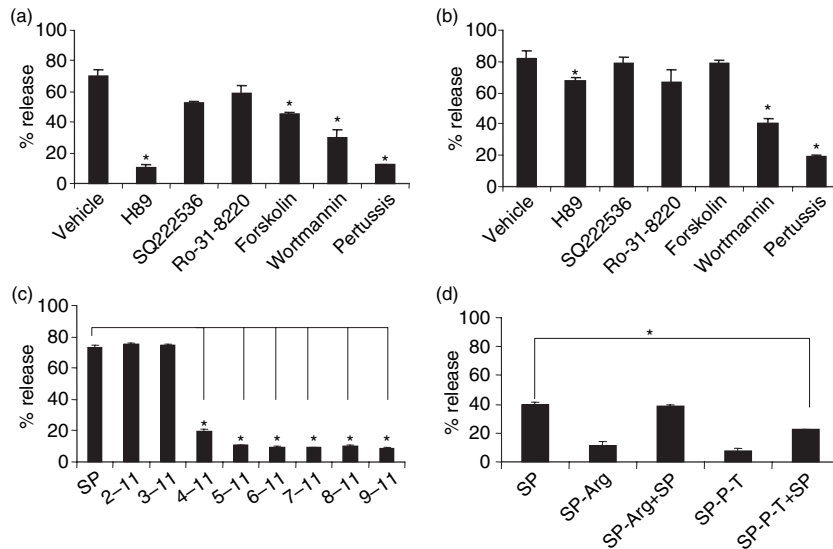 (a)
% release
100
80
60
40
20
0
*
*
*
*
Vehicle
H89
SQ222536
Ro-31-8220
Forskolin
Wortmannin
Pertussis
(b)
% release
100
80
60
40
20
0
*
*
*
Vehicle
H89
SQ222536
Ro-31-8220
Forskolin
Wortmannin
Pertussis
(c)
% release
100
80
60
40
20
0
*
*
*
*
*
*
SP
2–11
3–11
4–11
5–11
6–11
7–11
8–11
9–11
(d)
% release
100
80
60
40
20
0
*
SP
SP-Arg
SP-Arg+SP
SP-P-T
SP-P-T+SP